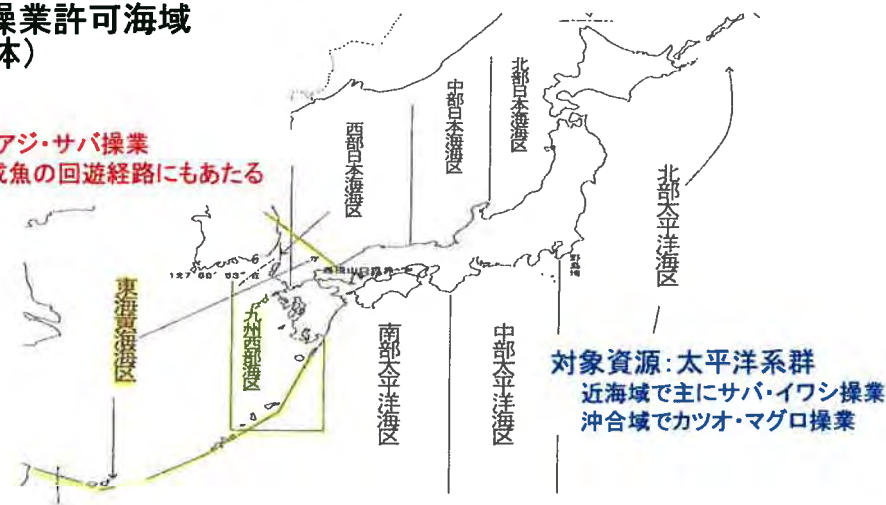 操業許可海域
体）
アジ・サバ操業
成魚の回遊経路にもあたる
西部日本海海区
中部日本海海区
北部日本海海区
北部太平洋海区
東海黄海海区
九州西部海区
南部太平洋海区
中部太平洋海区
野島埼
対象資源：太平洋系群
近海域で主にサバ・イワシ操業
沖合域でカツオ・マグロ操業